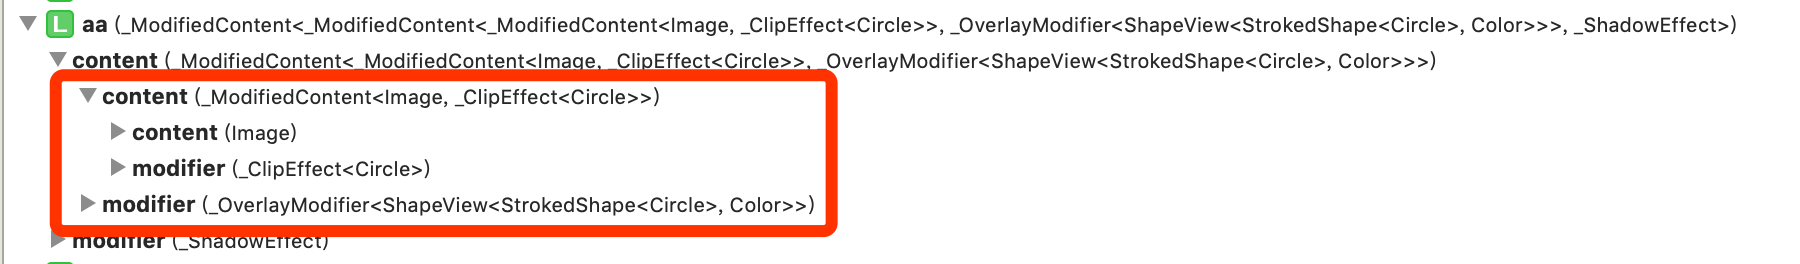 L aa (_ModifiedContent<_ModifiedContent<_ModifiedContent<Image, _ClipEffect<Circle>>, _OverlayModifier<ShapeView<StrokedShape<Circle>, Color>>>, _ShadowEffect>)
content (_ModifiedContent<_ModifiedContent<Image, _ClipEffect<Circle>>, _OverlayModifier<ShapeView<StrokedShape<Circle>, Color>>>)
content (_ModifiedContent<Image, _ClipEffect<Circle>>)
content (Image)
modifier (_ClipEffect<Circle>)
modifier (_OverlayModifier<ShapeView<StrokedShape<Circle>, Color>>)
modifier (_ShadowEffect)